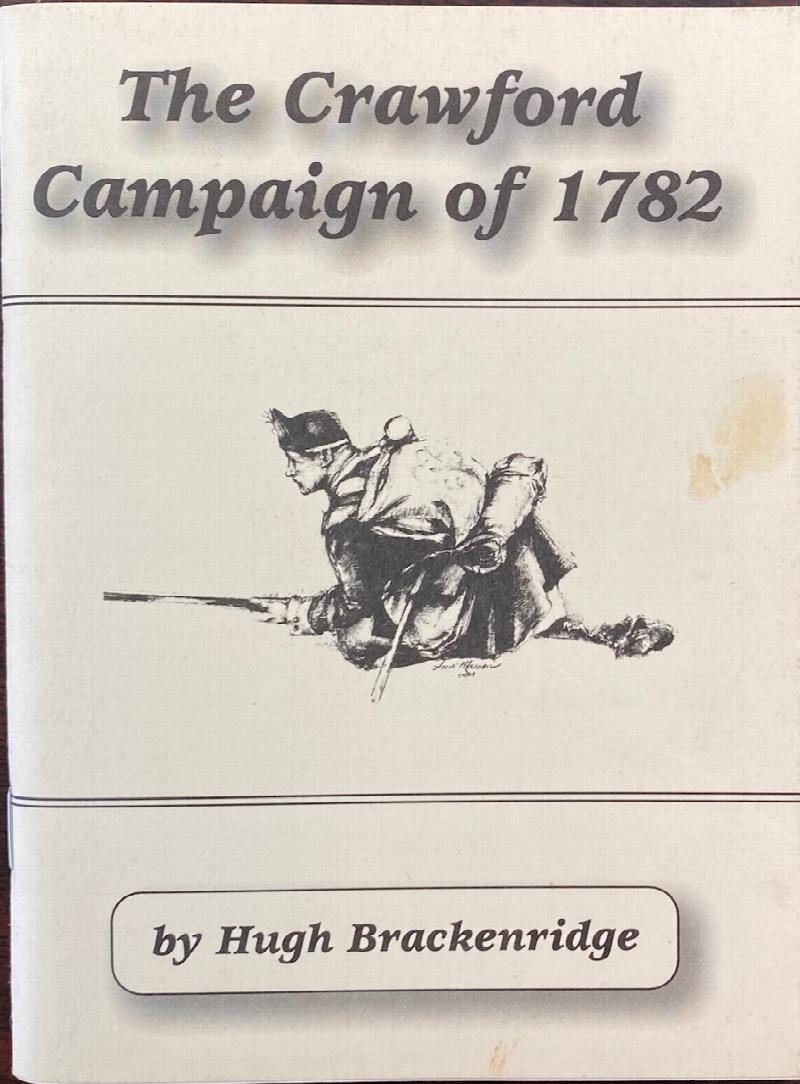 The Crawford
Campaign of 1782
by Hugh Brackenridge